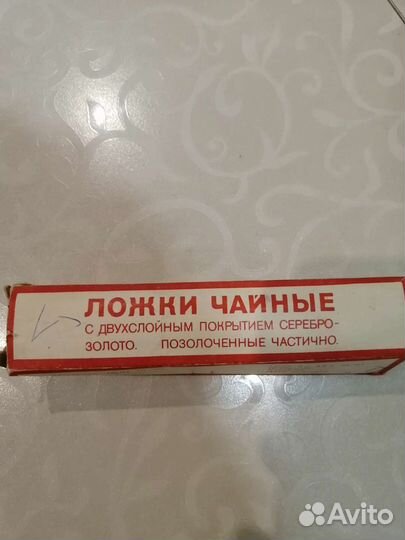 ЛОЖКИ ЧАЙНЫЕ
С ДВУХСЛОЙНЫМ ПОКРЫТИЕМ СЕРЕБРО-
ЗОЛОТО. ПОЗОЛОЧЕННЫЕ ЧАСТИЧНО.
Avito